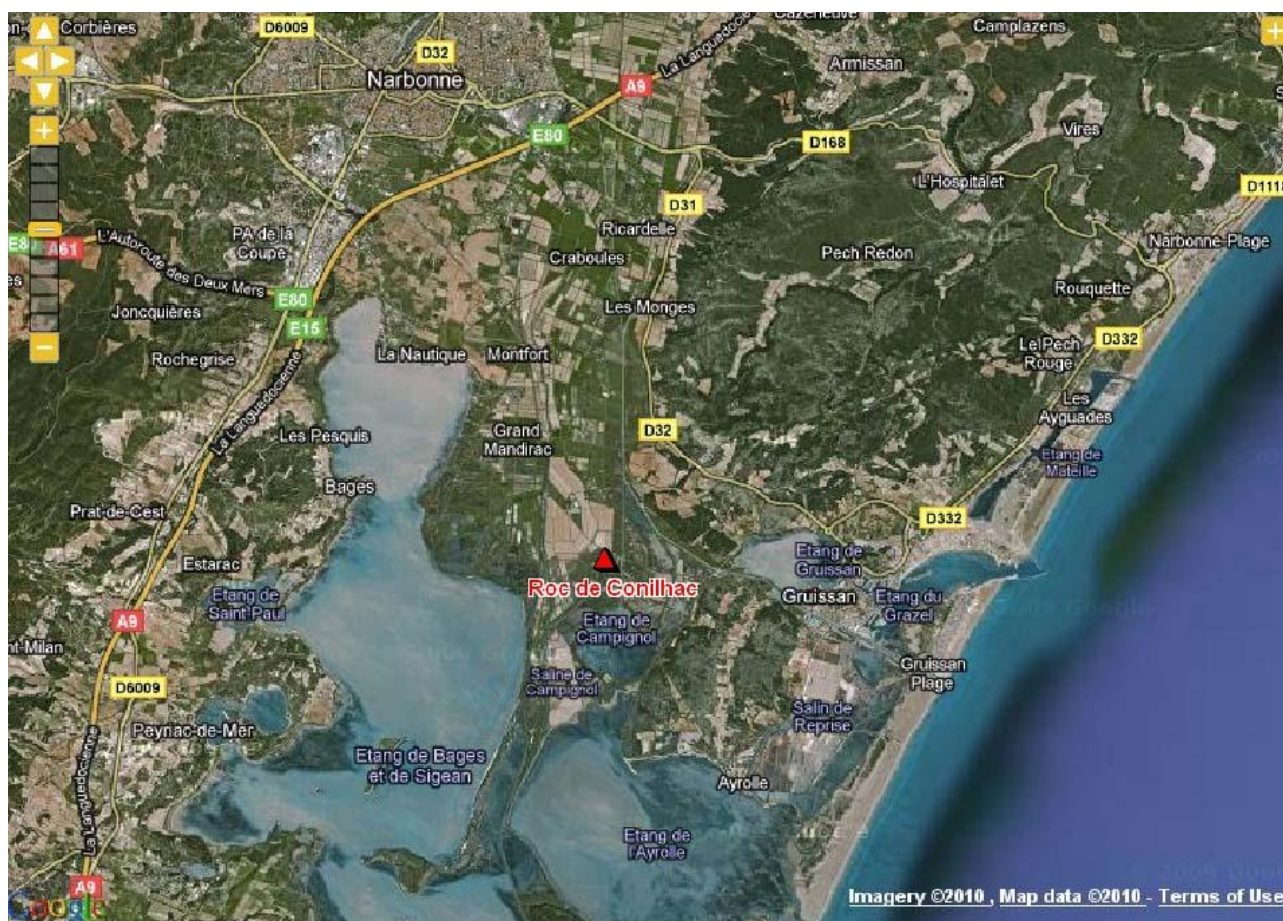 Corbières
D6009
D32
Narbonne
La Languedocienne
A9
Cazeneuve
Camplazens
Armissan
E80
D168
Vires
L'Hospitalet
D31
D1118
PA de la
Coupe
Ricardelle
Craboules
Pech Redon
Narbonne-Plage
A61
L'Autoroute des Deux Mers
E80
E15
Joncquières
Les Monges
Rouquette
Rochegrise
La Nautique
Montfort
D332
Le Pech
Rouge
La Languedocienne
Les
Ayguades
Les Pesquis
Grand
Mandirac
D32
Etang de
Mateille
Bages
Prat-de-Cest
D332
Estarac
Etang de
Saint-Paul
Roc de Conilhac
Etang de
Gruissan
Gruissan
Etang du
Grazel
A9
Etang de
Campignol
nt-Milan
Gruissan
Plage
D6009
Saline de
Campignol
Salin de
Reprise
Peyriac-de-Mer
Etang de Bages
et de Sigean
Ayrolle
La Languedocienne
Etang de
l'Ayrolle
A9
Google
Imagery ©2010 , Map data ©2010 - Terms of Use